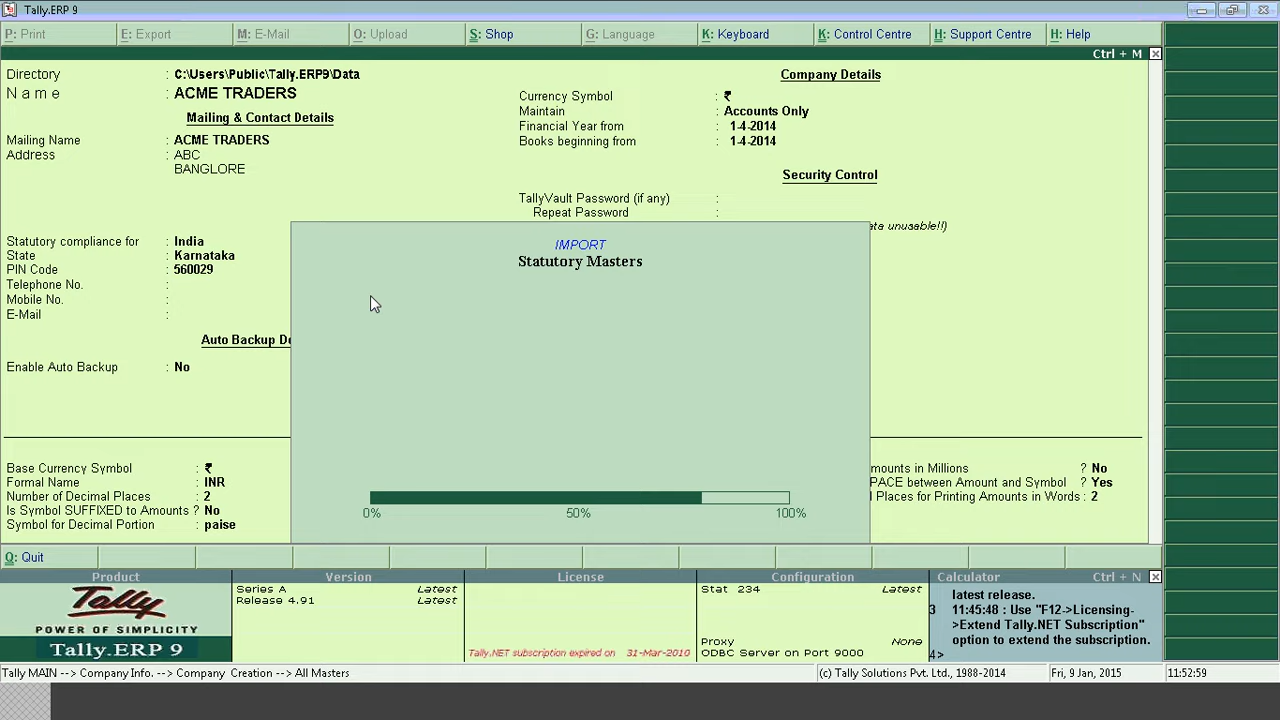 Tally.ERP 9
P: Print
E: Export
M: E-Mail
O: Upload
S: Shop
G: Language
K: Keyboard
K: Control Centre
H: Support Centre
H: Help
Ctrl + M
Directory : C:\Users\Public\Tally.ERP9\Data
Name : ACME TRADERS
Mailing & Contact Details
Mailing Name : ACME TRADERS
Address : ABC
BANGLORE
Statutory compliance for : India
State : Karnataka
PIN Code : 560029
Telephone No. :
Mobile No. :
E-Mail :
Auto Backup De
Enable Auto Backup : No
Company Details
Currency Symbol : ₹
Maintain : Accounts Only
Financial Year from : 1-4-2014
Books beginning from : 1-4-2014
Security Control
TallyVault Password (if any) :
Repeat Password :
ata unusable!!)
IMPORT
Statutory Masters
0% 50% 100%
Base Currency Symbol : ₹
Formal Name : INR
Number of Decimal Places : 2
Is Symbol SUFFIXED to Amounts ? No
Symbol for Decimal Portion : paise
mounts in Millions ? No
PACE between Amount and Symbol ? Yes
l Places for Printing Amounts in Words : 2
Q: Quit
Product
Tally
POWER OF SIMPLICITY
Tally.ERP 9
Version
Series A Latest
Release 4.91 Latest
License
Tally.NET subscription expired on 31-Mar-2010
Configuration
Stat 234 Latest
Proxy None
ODBC Server on Port 9000
Calculator Ctrl + N
latest release.
3 11:45:48 : Use "F12->Licensing-
>Extend Tally.NET Subscription"
option to extend the subscription.
4>
Tally MAIN --> Company Info. --> Company Creation --> All Masters
(c) Tally Solutions Pvt. Ltd., 1988-2014
Fri, 9 Jan, 2015
11:52:59